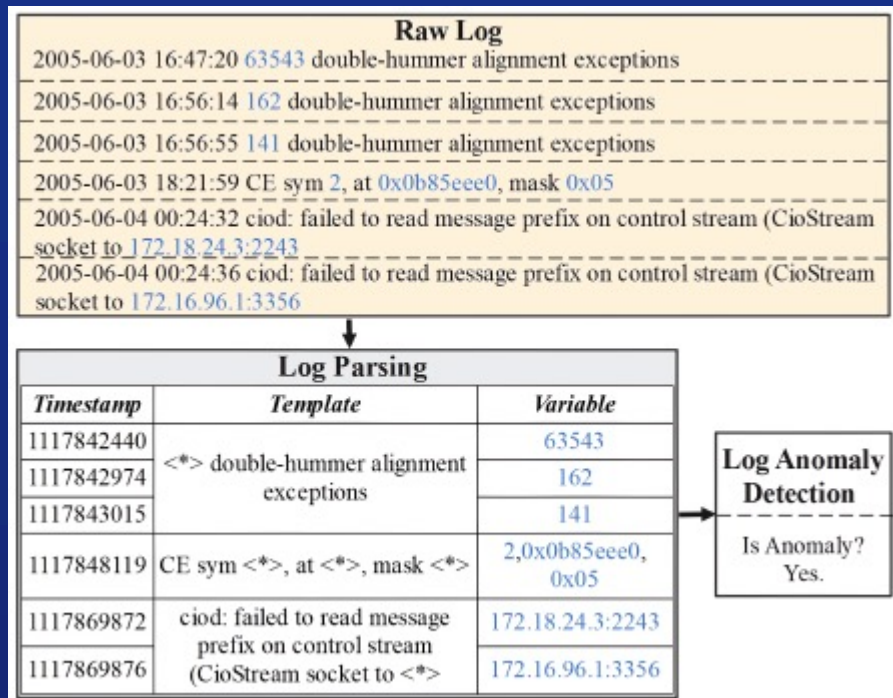 Raw Log
2005-06-03 16:47:20 63543 double-hummer alignment exceptions
2005-06-03 16:56:14 162 double-hummer alignment exceptions
2005-06-03 16:56:55 141 double-hummer alignment exceptions
2005-06-03 18:21:59 CE sym 2, at 0x0b85eee0, mask 0x05
2005-06-04 00:24:32 ciod: failed to read message prefix on control stream (CioStream
socket to 172.18.24.3:2243
2005-06-04 00:24:36 ciod: failed to read message prefix on control stream (CioStream
socket to 172.16.96.1:3356
Log Parsing
Timestamp Template Variable
1117842440 63543
<*> double-hummer alignment
1117842974 162
exceptions
1117843015 141
1117848119 CE sym <*>, at <*>, mask <*> 2,0x0b85eee0,
0x05
1117869872 ciod: failed to read message 172.18.24.3:2243
prefix on control stream
1117869876 (CioStream socket to <*> 172.16.96.1:3356
Log Anomaly
Detection
Is Anomaly?
Yes.